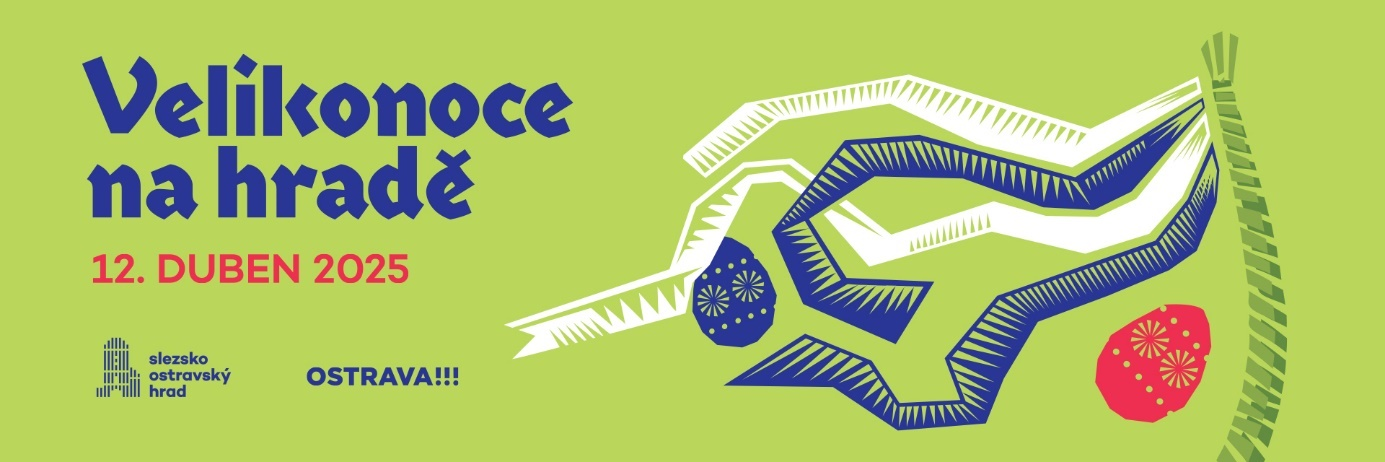 Velikonoce
na hradě
12. DUBEN 2025
slezsko
ostravský
hrad
OSTRAVA!!!